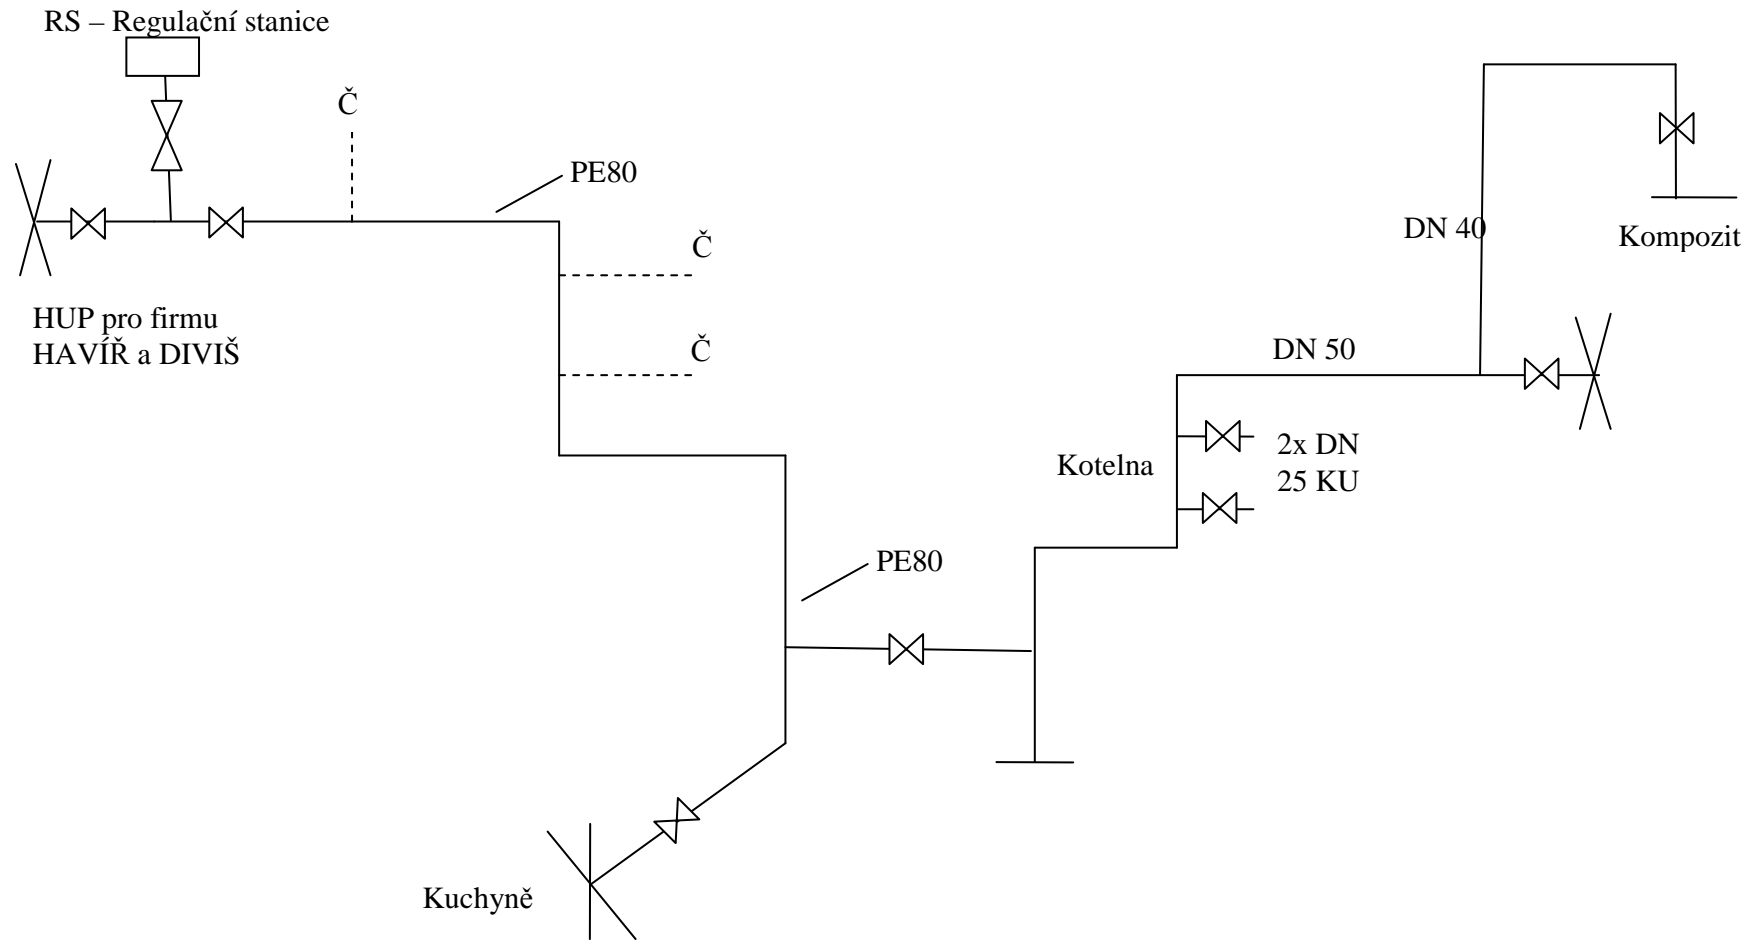 RS – Regulační stanice
Č
PE80
Č
DN 40
Kompozit
HUP pro firmu
HAVÍŘ a DIVIŠ
Č
DN 50
2x DN
25 KU
Kotelna
PE80
Kuchyně